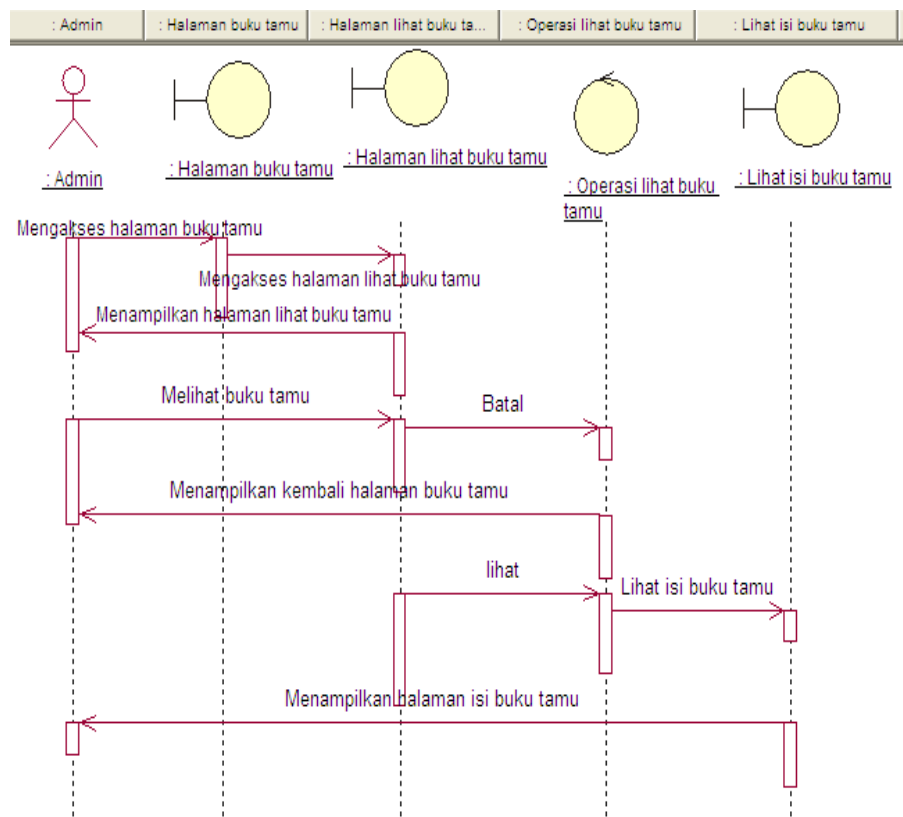 : Admin
: Halaman buku tamu
: Halaman lihat buku ta...
: Operasi lihat buku tamu
: Lihat isi buku tamu
: Admin
: Halaman buku tamu
: Halaman lihat buku tamu
: Operasi lihat buku
tamu
: Lihat isi buku tamu
Mengakses halaman buku tamu
Mengakses halaman lihat buku tamu
Menampilkan halaman lihat buku tamu
Melihat buku tamu
Batal
Menampilkan kembali halaman buku tamu
lihat
Lihat isi buku tamu
Menampilkan halaman isi buku tamu